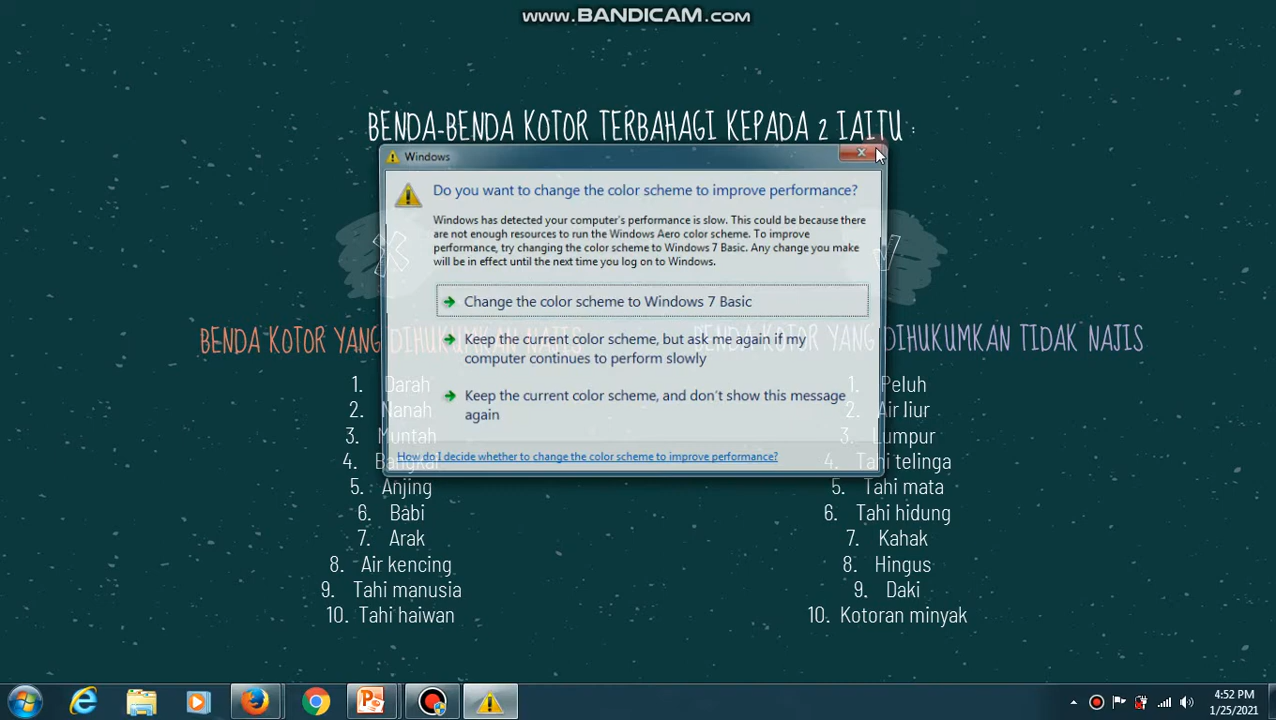 www.BANDICAM.com
BENDA-BENDA KOTOR TERBAHAGI KEPADA 2 IAITU :
Windows
Do you want to change the color scheme to improve performance?
Windows has detected your computer's performance is slow. This could be because there
are not enough resources to run the Windows Aero color scheme. To improve
performance, try changing the color scheme to Windows 7 Basic. Any change you make
will be in effect until the next time you log on to Windows.
Change the color scheme to Windows 7 Basic
Keep the current color scheme, but ask me again if my
computer continues to perform slowly
Keep the current color scheme, and don't show this message
again
How do I decide whether to change the color scheme to improve performance?
BENDA KOTOR YANG DIHUKUMKAN NAJIS
1. Darah
2. Nanah
3. Muntah
4. Bangkai
5. Anjing
6. Babi
7. Arak
8. Air kencing
9. Tahi manusia
10. Tahi haiwan
BENDA KOTOR YANG DIHUKUMKAN TIDAK NAJIS
1. Peluh
2. Air liur
3. Lumpur
4. Tahi telinga
5. Tahi mata
6. Tahi hidung
7. Kahak
8. Hingus
9. Daki
10. Kotoran minyak
4:52 PM
1/25/2021